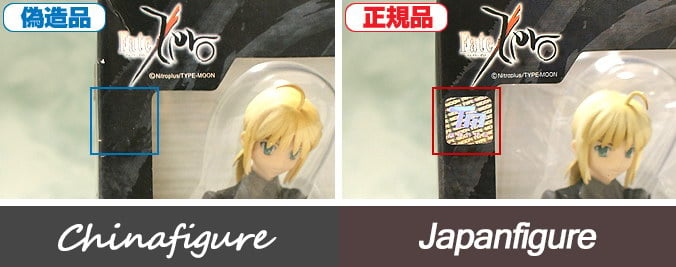 偽造品
Fate
Zero
©Nitroplus/TYPE-MOON
正規品
Fate
Zero
©Nitroplus/TYPE-MOON
Chinafigure
Japanfigure